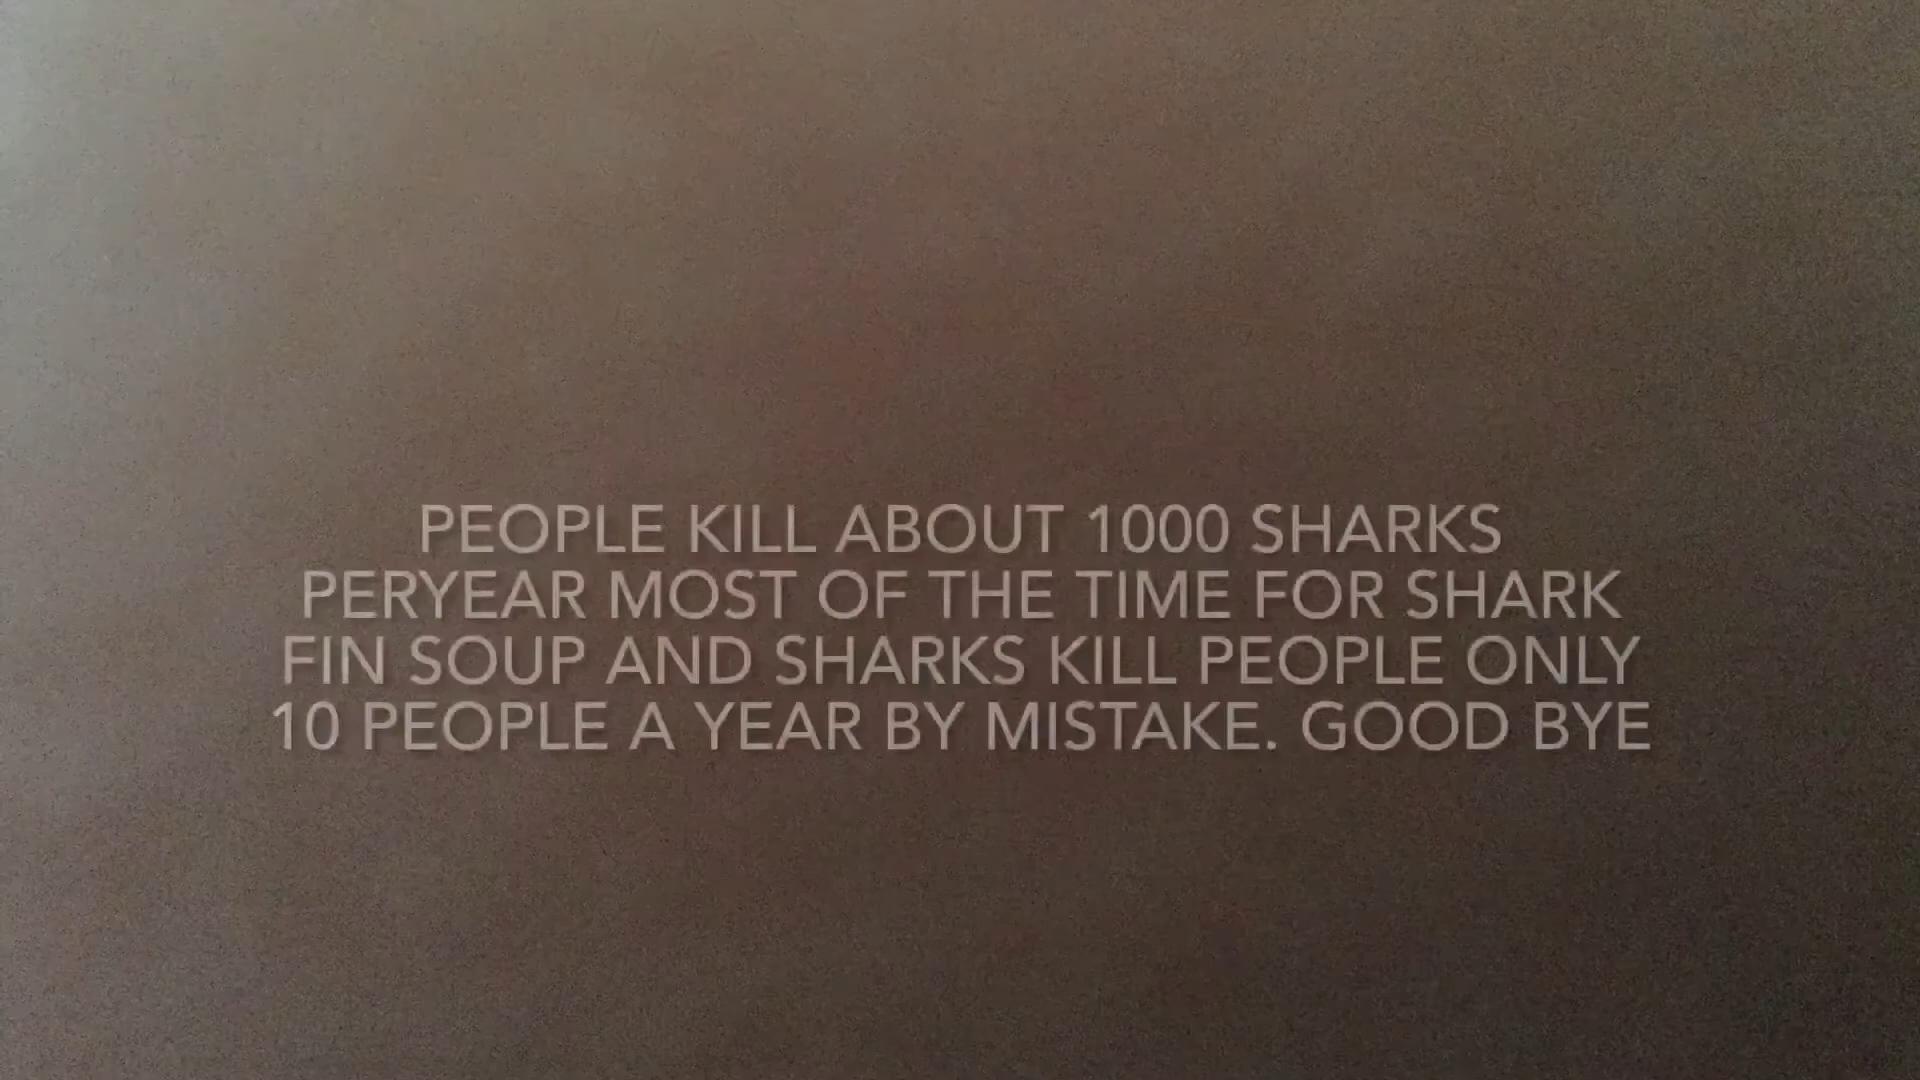 PEOPLE KILL ABOUT 1000 SHARKS
PERYEAR MOST OF THE TIME FOR SHARK
FIN SOUP AND SHARKS KILL PEOPLE ONLY
10 PEOPLE A YEAR BY MISTAKE. GOOD BYE